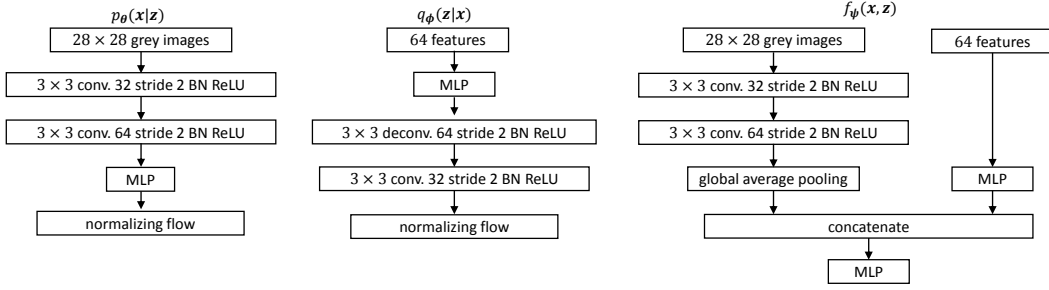 p_θ(x|z)
28 × 28 grey images
3 × 3 conv. 32 stride 2 BN ReLU
3 × 3 conv. 64 stride 2 BN ReLU
MLP
normalizing flow
q_ϕ(z|x)
64 features
MLP
3 × 3 deconv. 64 stride 2 BN ReLU
3 × 3 conv. 32 stride 2 BN ReLU
normalizing flow
f_ψ(x, z)
28 × 28 grey images
64 features
3 × 3 conv. 32 stride 2 BN ReLU
3 × 3 conv. 64 stride 2 BN ReLU
global average pooling
MLP
concatenate
MLP